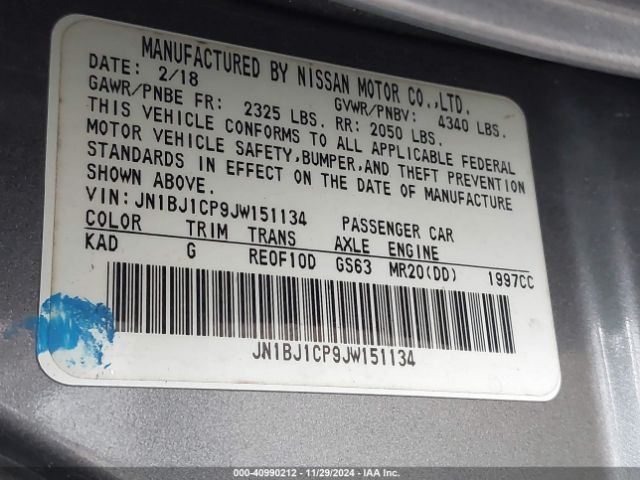 MANUFACTURED BY NISSAN MOTOR CO.,LTD.
DATE: 2/18 GVWR/PNBV: 4340 LBS.
GAWR/PNBE FR: 2325 LBS. RR: 2050 LBS.
THIS VEHICLE CONFORMS TO ALL APPLICABLE FEDERAL
MOTOR VEHICLE SAFETY,BUMPER,AND THEFT PREVENTION
STANDARDS IN EFFECT ON THE DATE OF MANUFACTURE
SHOWN ABOVE.
VIN: JN1BJ1CP9JW151134 PASSENGER CAR
COLOR TRIM TRANS AXLE ENGINE
KAD G RE0F10D GS63 MR20(DD) 1997CC
JN1BJ1CP9JW151134
000-40990212 - 11/29/2024 - IAA Inc.